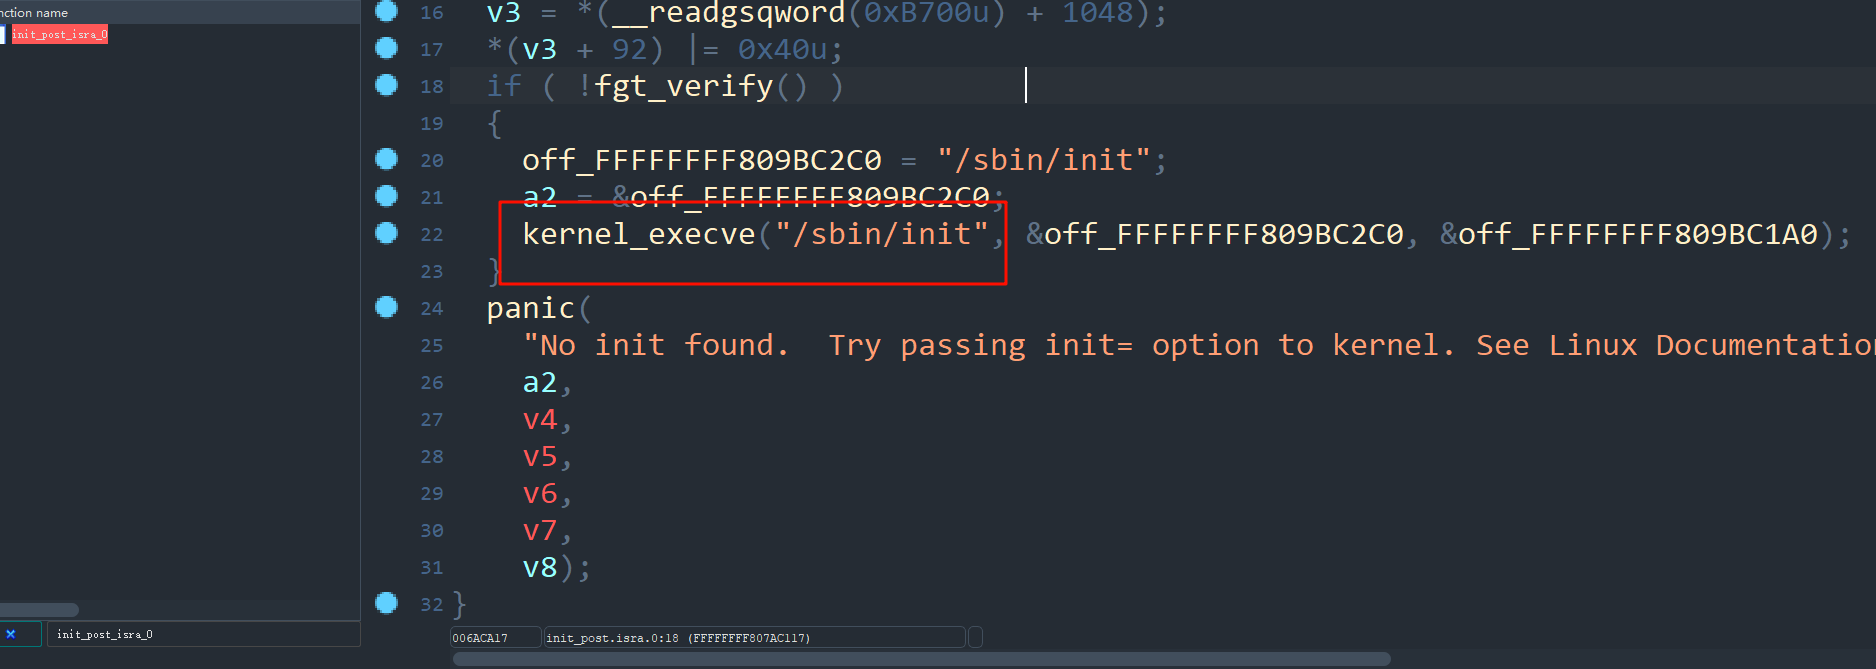 nction name
init_post_isra_0
16 v3 = *(__readgsqword(0xB700u) + 1048);
17 *(v3 + 92) |= 0x40u;
18 if ( !fgt_verify() )
19 {
20 off_FFFFFFFF809BC2C0 = "/sbin/init";
21 a2 = &off_FFFFFFFF809BC2C0;
22 kernel_execve("/sbin/init", &off_FFFFFFFF809BC2C0, &off_FFFFFFFF809BC1A0);
23 }
24 panic(
25 "No init found.  Try passing init= option to kernel. See Linux Documentation
26 a2,
27 v4,
28 v5,
29 v6,
30 v7,
31 v8);
32 }
init_post_isra_0
006ACA17 init_post.isra.0:18 (FFFFFFFF807AC117)